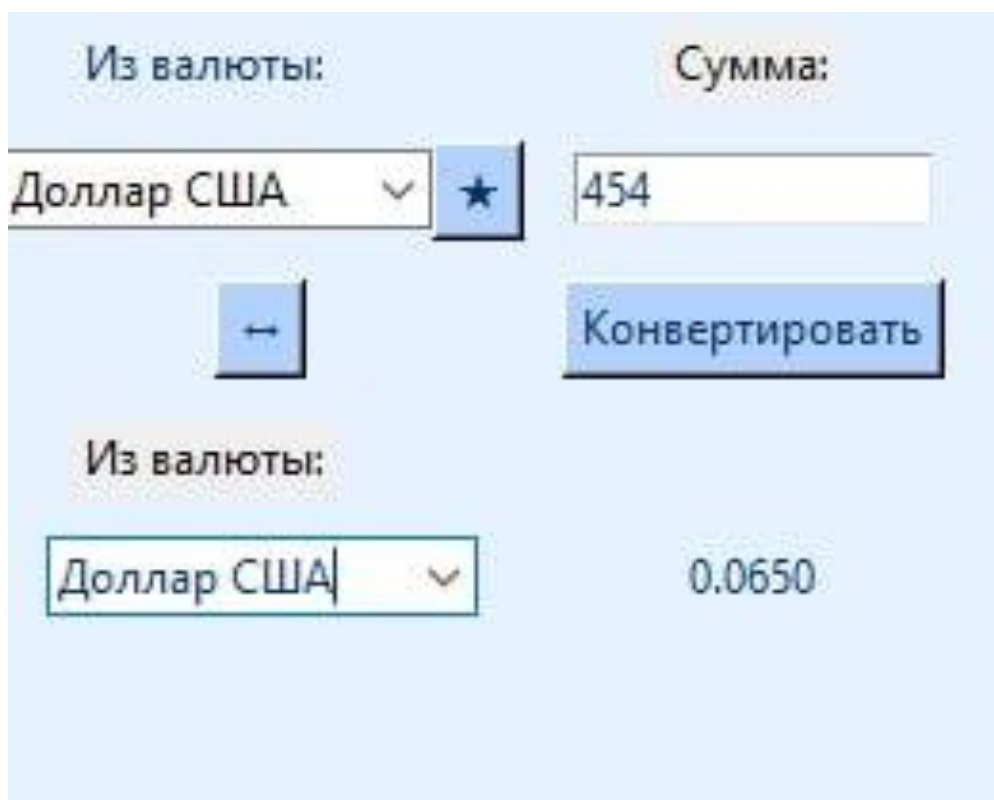 Из валюты:
Сумма:
Доллар США
454
Конвертировать
Из валюты:
Доллар США
0.0650